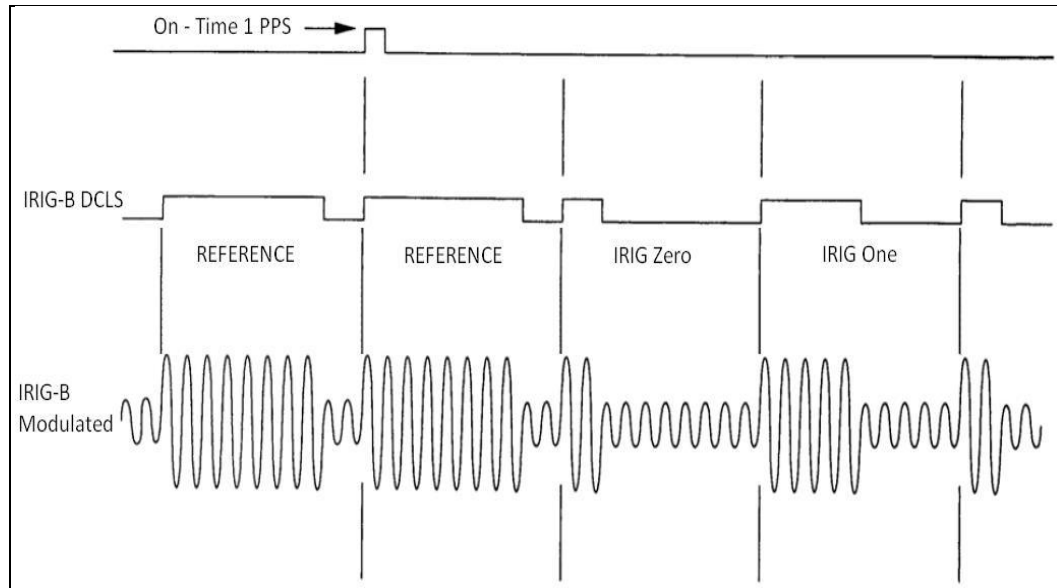 On - Time 1 PPS
IRIG-B DCLS
REFERENCE
REFERENCE
IRIG Zero
IRIG One
IRIG-B
Modulated